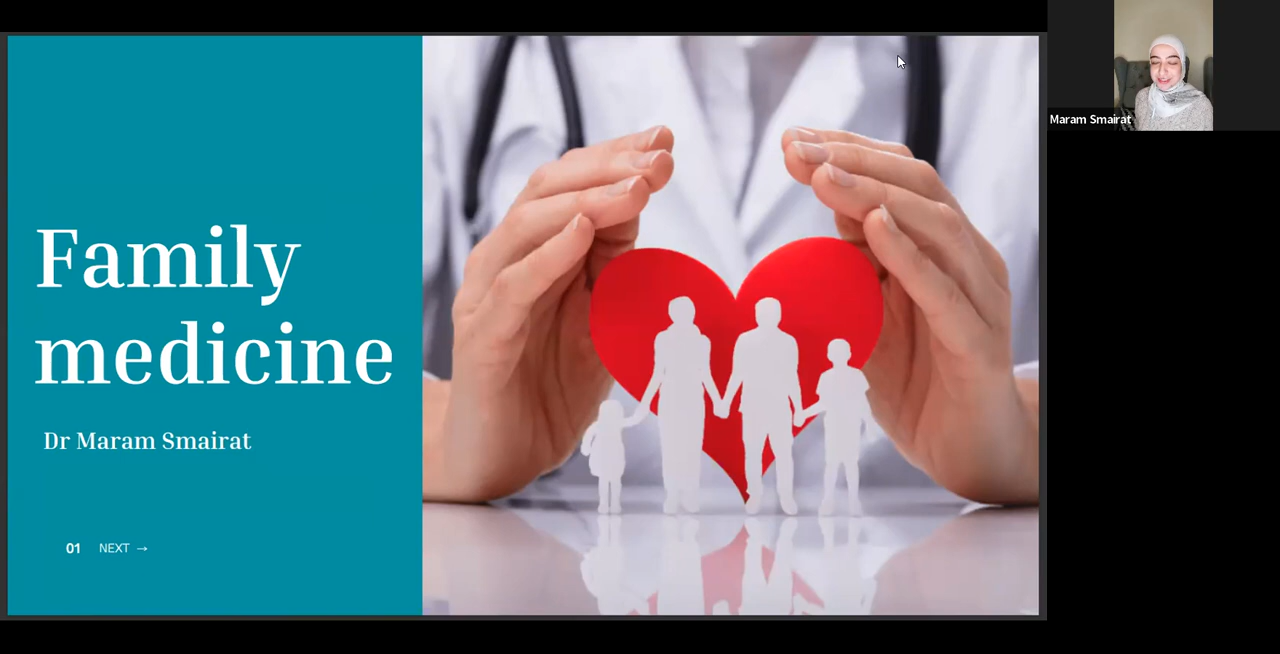 Family
medicine
Dr Maram Smairat
01 NEXT →
Maram Smairat